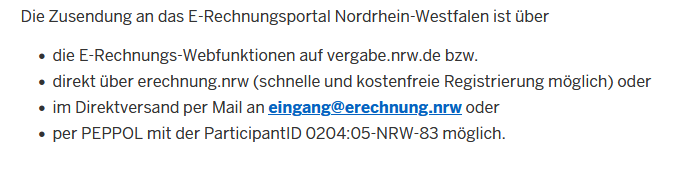 Die Zusendung an das E-Rechnungsportal Nordrhein-Westfalen ist über
• die E-Rechnungs-Webfunktionen auf vergabe.nrw.de bzw.
• direkt über erechnung.nrw (schnelle und kostenfreie Registrierung möglich) oder
• im Direktversand per Mail an eingang@erechnung.nrw oder
• per PEPPOL mit der ParticipantID 0204:05-NRW-83 möglich.